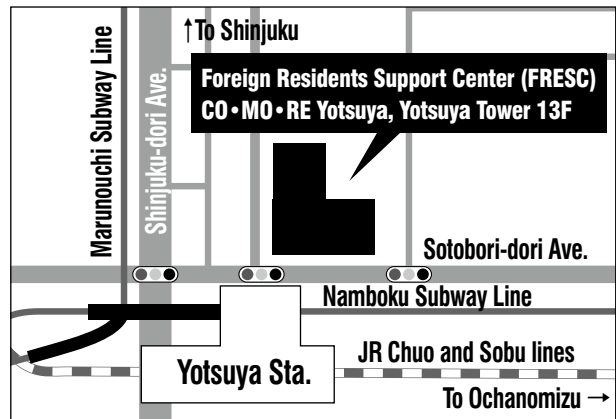 ↑To Shinjuku
Marunouchi Subway Line
Shinjuku-dori Ave.
Foreign Residents Support Center (FRESC)
CO・MO・RE Yotsuya, Yotsuya Tower 13F
Sotobori-dori Ave.
Namboku Subway Line
Yotsuya Sta.
JR Chuo and Sobu lines
To Ochanomizu →